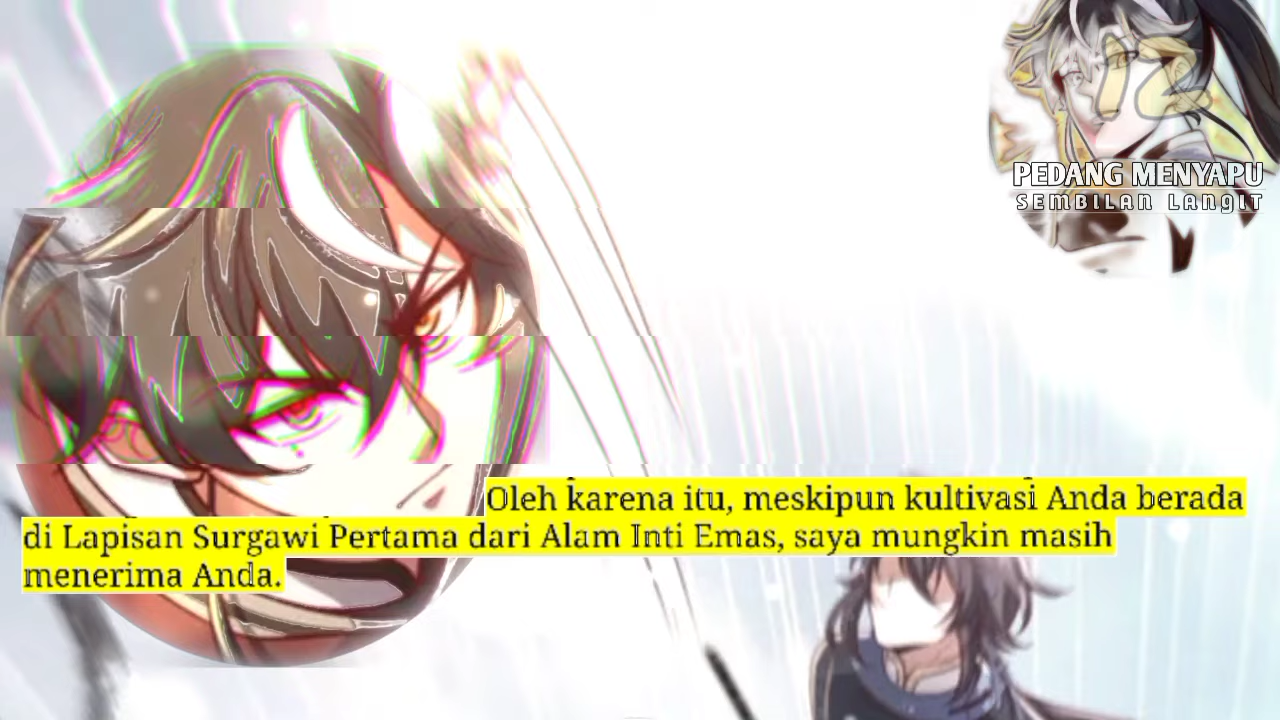 12
PEDANG MENYAPU
SEMBILAN LANGIT
Oleh karena itu, meskipun kultivasi Anda berada
di Lapisan Surgawi Pertama dari Alam Inti Emas, saya mungkin masih
menerima Anda.